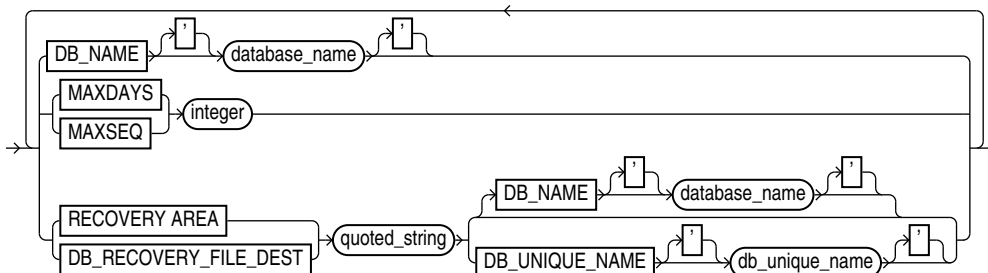 ' '
DB_NAME database_name
MAXDAYS
integer
MAXSEQ
' '
DB_NAME database_name
RECOVERY AREA
quoted_string
' '
DB_RECOVERY_FILE_DEST DB_UNIQUE_NAME db_unique_name